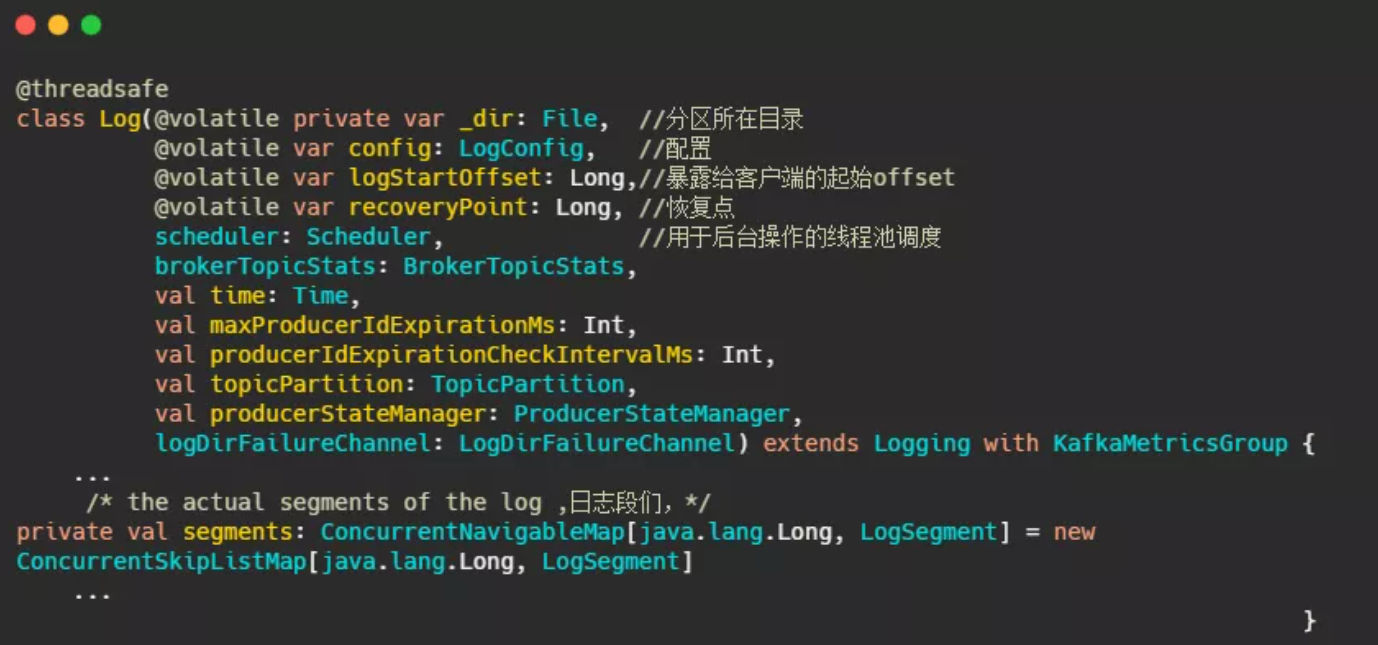 @threadsafe
class Log(@volatile private var _dir: File,  //分区所在目录
          @volatile var config: LogConfig,   //配置
          @volatile var logStartOffset: Long,//暴露给客户端的起始offset
          @volatile var recoveryPoint: Long, //恢复点
          scheduler: Scheduler,              //用于后台操作的线程池调度
          brokerTopicStats: BrokerTopicStats,
          val time: Time,
          val maxProducerIdExpirationMs: Int,
          val producerIdExpirationCheckIntervalMs: Int,
          val topicPartition: TopicPartition,
          val producerStateManager: ProducerStateManager,
          logDirFailureChannel: LogDirFailureChannel) extends Logging with KafkaMetricsGroup {
    ...
     /* the actual segments of the log ,日志段们，*/
private val segments: ConcurrentNavigableMap[java.lang.Long, LogSegment] = new
ConcurrentSkipListMap[java.lang.Long, LogSegment]
    ...
}